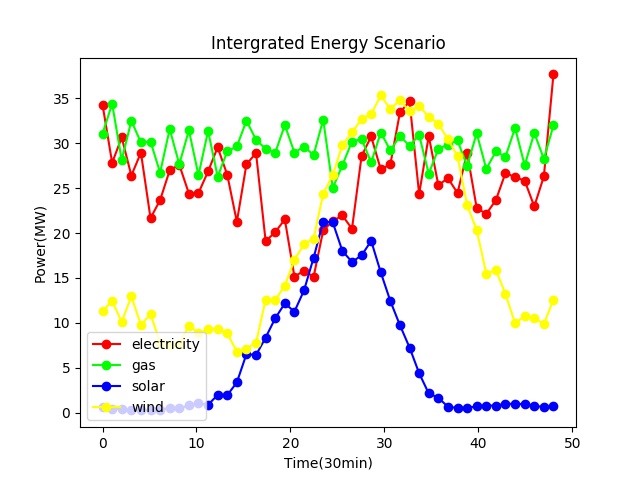 Intergrated Energy Scenario
Power(MW)
35
30
25
20
15
10
5
0
electricity
gas
solar
wind
0 10 20 30 40 50
Time(30min)